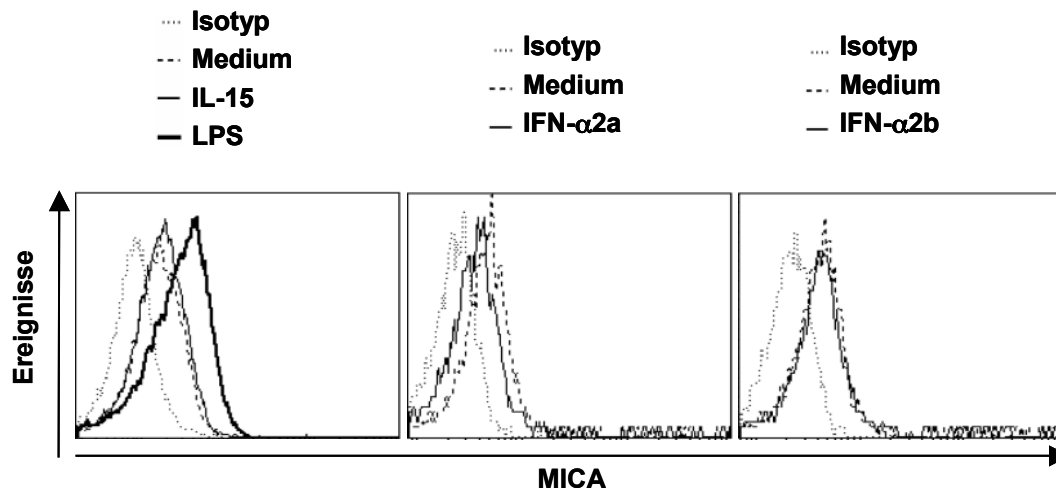 Isotyp
Medium
IL-15
LPS
Isotyp
Medium
IFN-α2a
Isotyp
Medium
IFN-α2b
Ereignisse
MICA